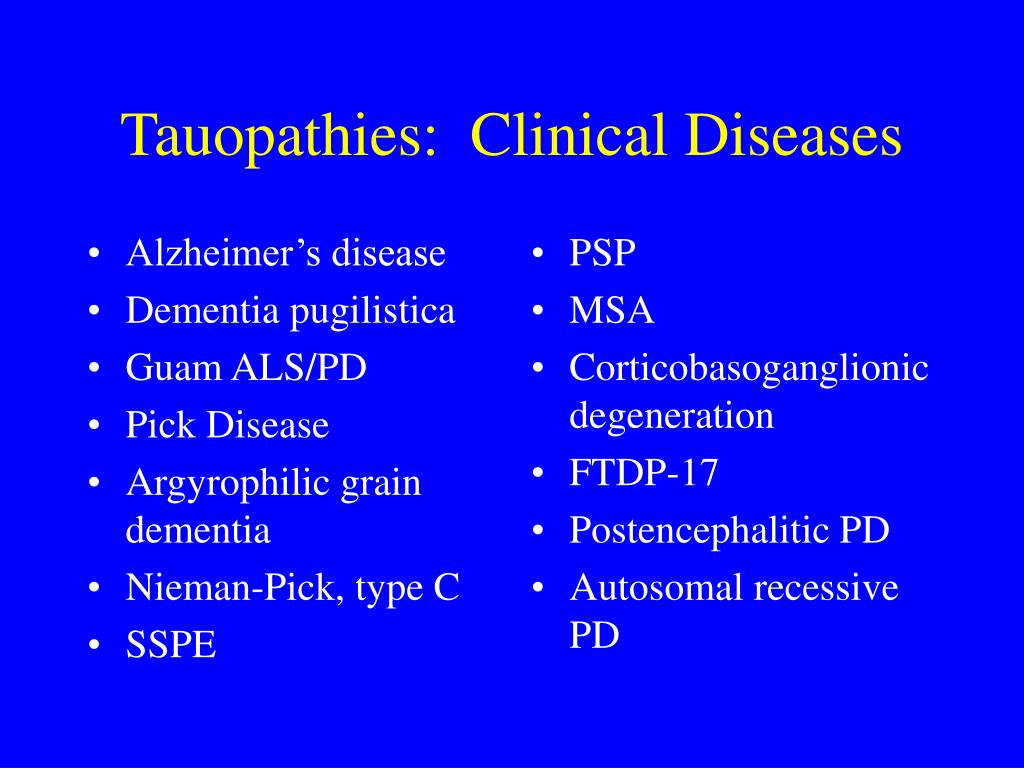 Tauopathies:  Clinical Diseases
• Alzheimer’s disease
• Dementia pugilistica
• Guam ALS/PD
• Pick Disease
• Argyrophilic grain
dementia
• Nieman-Pick, type C
• SSPE
• PSP
• MSA
• Corticobasoganglionic
degeneration
• FTDP-17
• Postencephalitic PD
• Autosomal recessive
PD